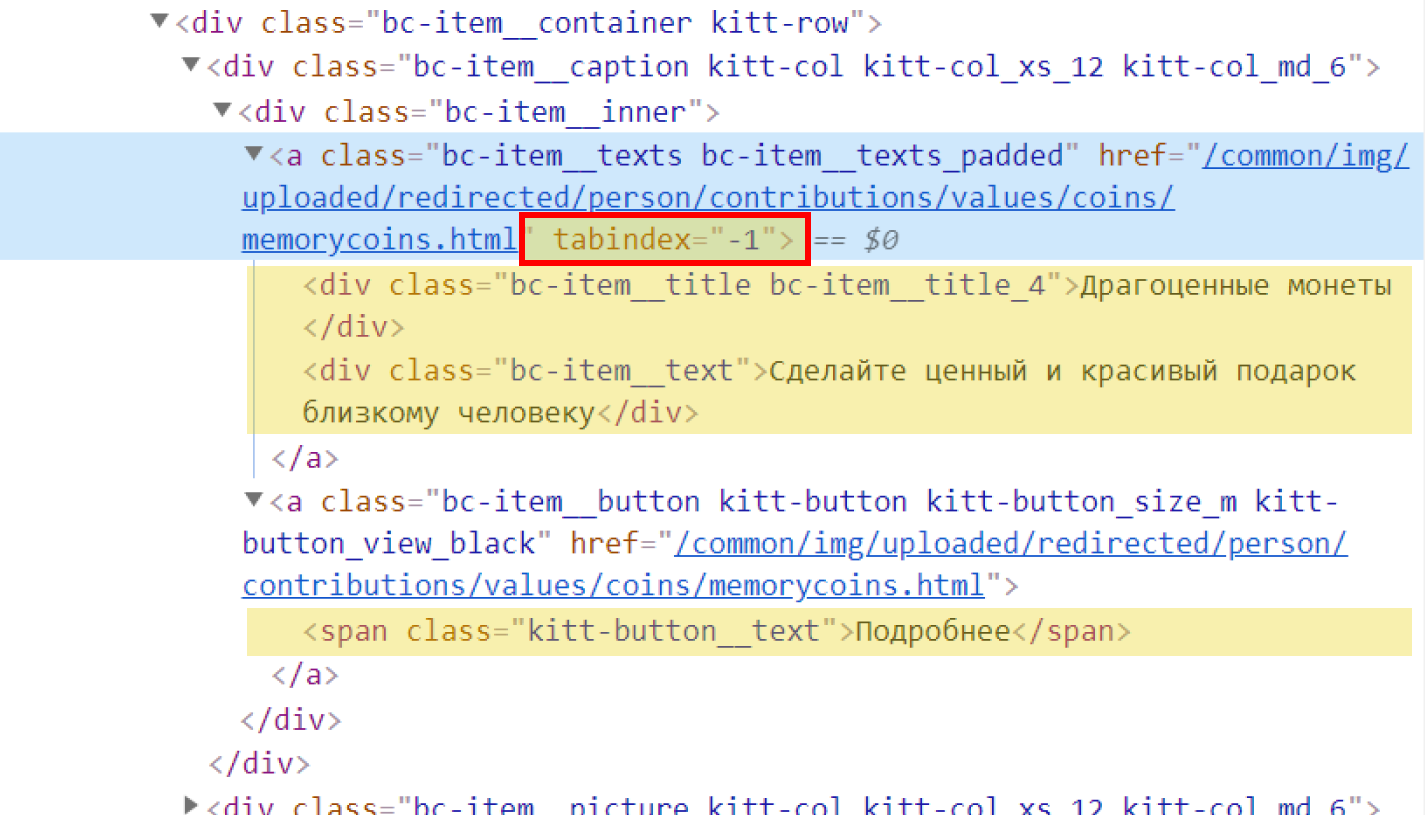 ▼<div class="bc-item__container kitt-row">
▼<div class="bc-item__caption kitt-col kitt-col_xs_12 kitt-col_md_6">
▼<div class="bc-item__inner">
▼<a class="bc-item__texts bc-item__texts_padded" href="/common/img/
uploaded/redirected/person/contributions/values/coins/
memorycoins.html" tabindex="-1"> == $0
<div class="bc-item__title bc-item__title_4">Драгоценные монеты
</div>
<div class="bc-item__text">Сделайте ценный и красивый подарок
близкому человеку</div>
</a>
▼<a class="bc-item__button kitt-button kitt-button_size_m kitt-
button_view_black" href="/common/img/uploaded/redirected/person/
contributions/values/coins/memorycoins.html">
<span class="kitt-button__text">Подробнее</span>
</a>
</div>
</div>
▶<div class="bc-item__picture kitt-col kitt-col_xs_12 kitt-col_md_6">